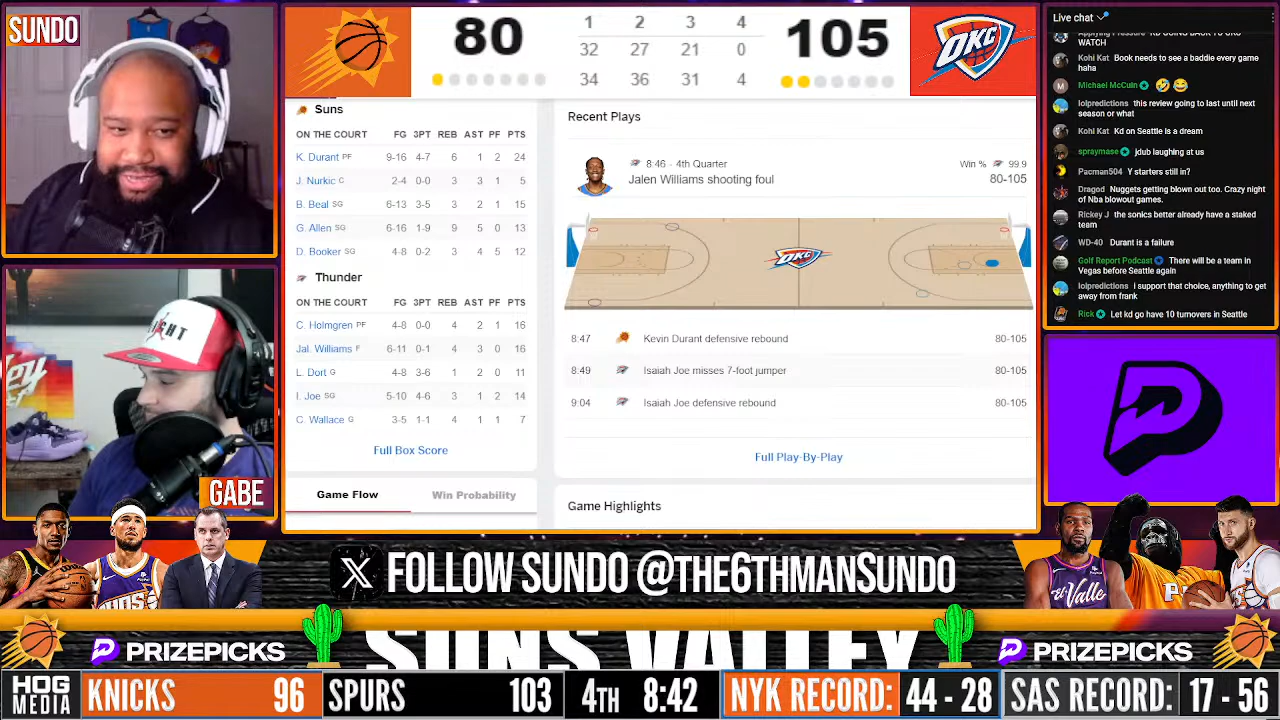 SUNDO
80
1 2 3 4
32 27 21 0
34 36 31 4
105
OKC
Suns
ON THE COURT FG 3PT REB AST PF PTS
K. Durant PF 9-16 4-7 6 1 2 24
J. Nurkic C 2-4 0-0 3 3 1 5
B. Beal SG 6-13 3-5 3 2 1 15
G. Allen SG 6-16 1-9 9 5 0 13
D. Booker SG 4-8 0-2 3 4 5 12
Thunder
ON THE COURT FG 3PT REB AST PF PTS
C. Holmgren PF 4-8 0-0 4 2 1 16
Jal. Williams F 6-11 0-1 4 3 0 16
L. Dort G 4-8 3-6 1 2 0 11
I. Joe SG 5-10 4-6 3 1 2 14
C. Wallace G 3-5 1-1 4 1 1 7
Full Box Score
Game Flow Win Probability
Recent Plays
8:46 - 4th Quarter Win % 99.9
Jalen Williams shooting foul 80-105
OKC
8:47 Kevin Durant defensive rebound 80-105
8:49 Isaiah Joe misses 7-foot jumper 80-105
9:04 Isaiah Joe defensive rebound 80-105
Full Play-By-Play
Game Highlights
Live chat
WATCH
Kohi Kat Book needs to see a baddie every game
haha
Michael McCuin 🤣😂
lolpredictions this review going to last until next
season or what
Kohi Kat Kd on Seattle is a dream
spraymase jdub laughing at us
Pacman504 Y starters still in?
Dragod Nuggets getting blown out too. Crazy night
of Nba blowout games.
Rickey J the sonics better already have a staked
team
WD-40 Durant is a failure
Golf Report Podcast There will be a team in
Vegas before Seattle again
lolpredictions I support that choice, anything to get
away from frank
Rick Let kd go have 10 turnovers in Seattle
GABE
X FOLLOW SUNDO @THE6THMANSUNDO
Valle
PRIZEPICKS SUNS VALLEY PRIZEPICKS
HOG
MEDIA
KNICKS 96 SPURS 103 4TH 8:42 NYK RECORD: 44 - 28 SAS RECORD: 17 - 56